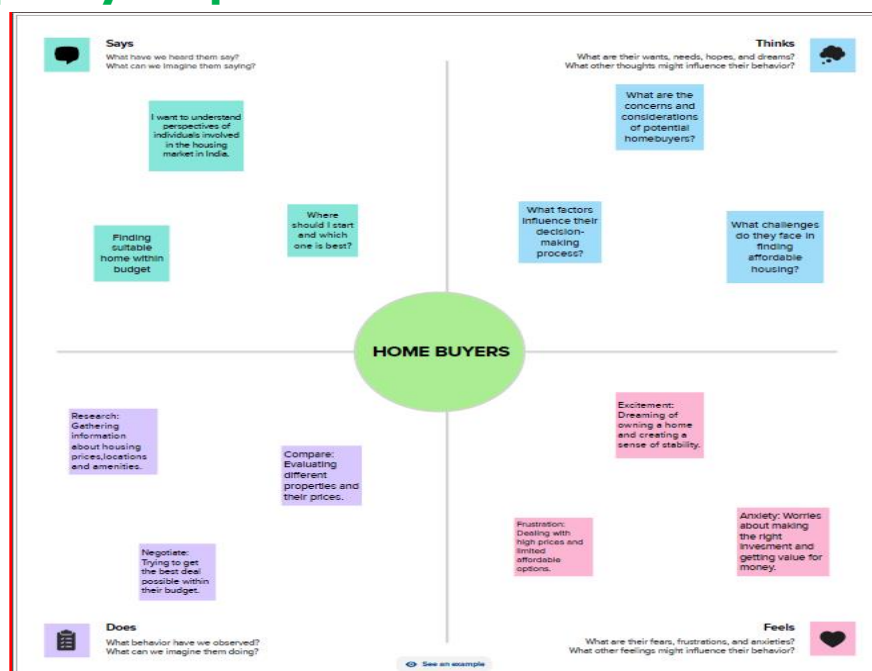 Says
What have we heard them say?
What can we imagine them saying?
Thinks
What are their wants, needs, hopes, and dreams?
What other thoughts might influence their behavior?
I want to understand
perspectives of
individuals involved
in the housing
market in India.
Finding
suitable
home within
budget
Where
should I start
and which
one is best?
What are the
concerns and
considerations
of potential
homebuyers?
What factors
influence their
decision-
making
process?
What challenges
do they face in
finding
affordable
housing?
HOME BUYERS
Research:
Gathering
information
about housing
prices,locations
and amenities.
Compare:
Evaluating
different
properties and
their prices.
Negotiate:
Trying to get
the best deal
possible within
their budget.
Excitement:
Dreaming of
owning a home
and creating a
sense of stability.
Frustration:
Dealing with
high prices and
limited
affordable
options.
Anxiety: Worries
about making
the right
invesment and
getting value for
money.
Does
What behavior have we observed?
What can we imagine them doing?
Feels
What are their fears, frustrations, and anxieties?
What other feelings might influence their behavior?
See an example